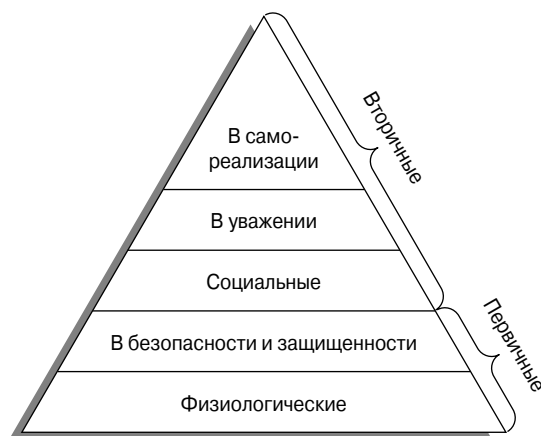 В само-
реализации
Вторичные
В уважении
Социальные
В безопасности и защищенности
Первичные
Физиологические